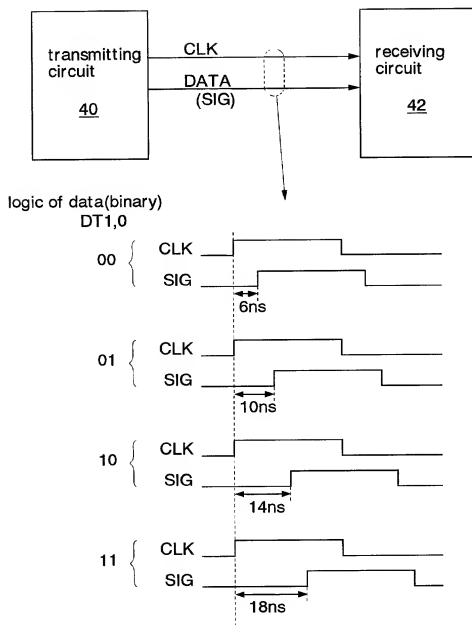 transmitting
circuit
40
CLK
DATA
(SIG)
receiving
circuit
42
logic of data(binary)
DT1,0
00
CLK
SIG
6ns
01
CLK
SIG
10ns
10
CLK
SIG
14ns
11
CLK
SIG
18ns